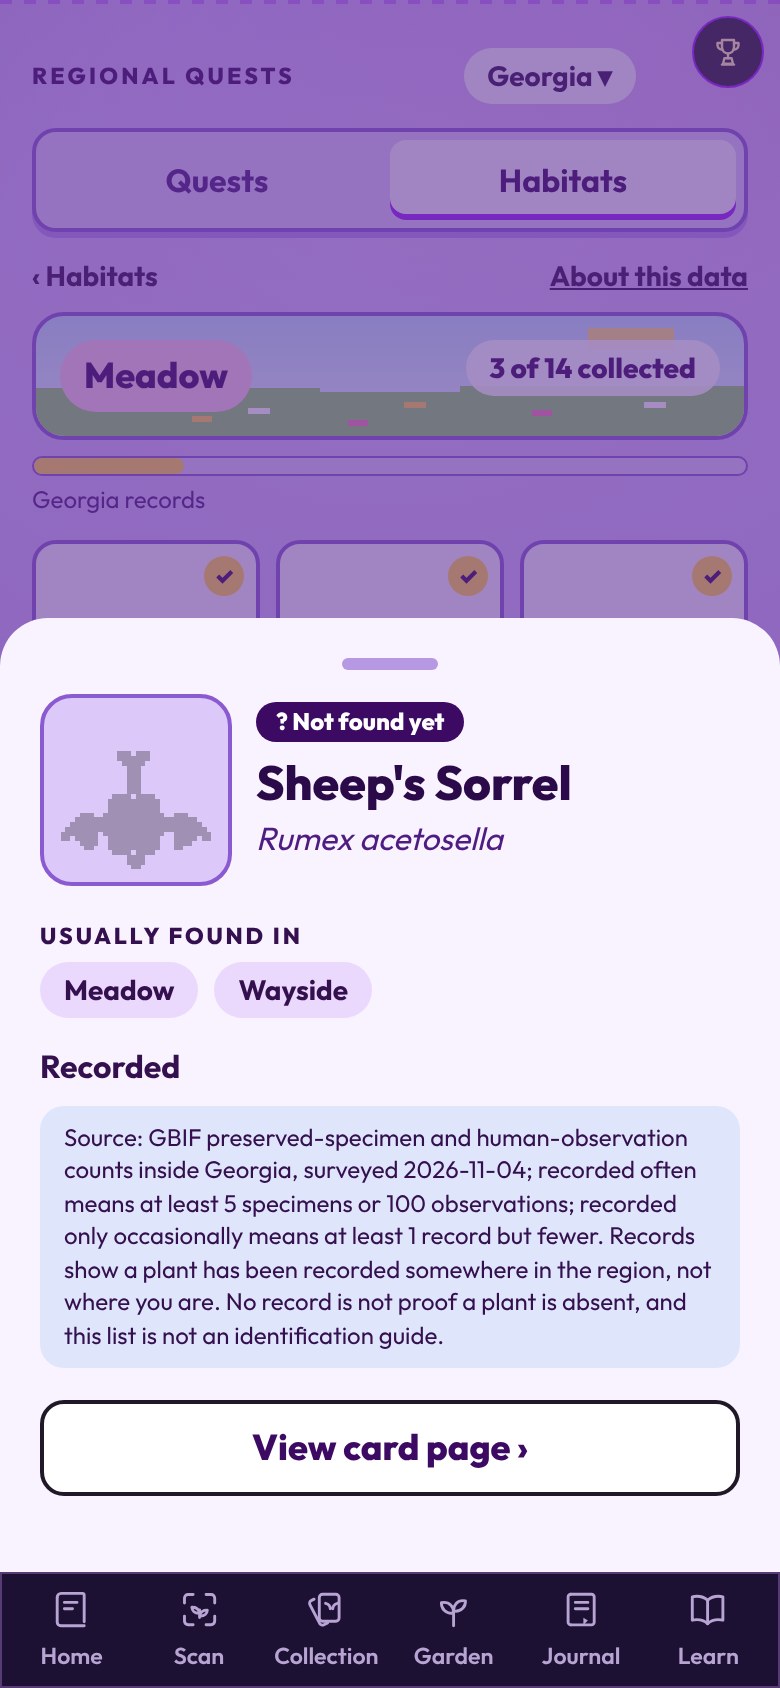 REGIONAL QUESTS
Georgia ▾
Quests
Habitats
‹ Habitats
About this data
Meadow
3 of 14 collected
Georgia records
? Not found yet
Sheep's Sorrel
Rumex acetosella
USUALLY FOUND IN
Meadow
Wayside
Recorded
Source: GBIF preserved-specimen and human-observation
counts inside Georgia, surveyed 2026-11-04; recorded often
means at least 5 specimens or 100 observations; recorded
only occasionally means at least 1 record but fewer. Records
show a plant has been recorded somewhere in the region, not
where you are. No record is not proof a plant is absent, and
this list is not an identification guide.
View card page ›
Home
Scan
Collection
Garden
Journal
Learn